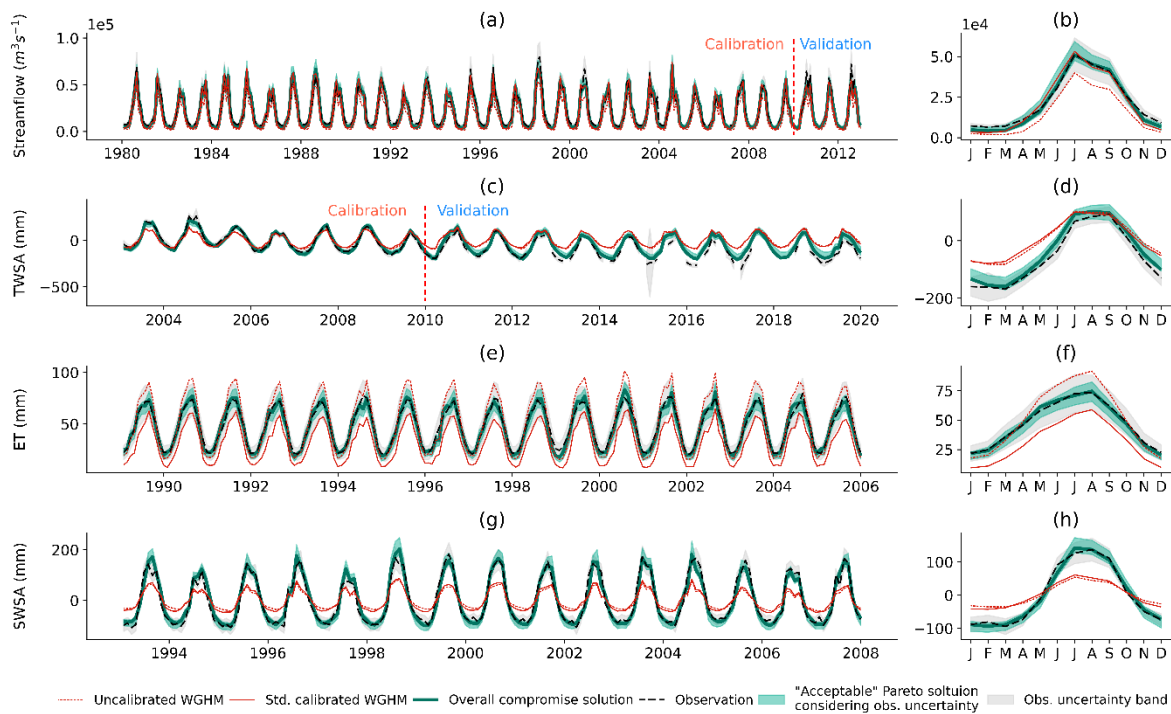 (a)
(b)
1e5
1e4
Streamflow (m³s⁻¹)
1.0
0.5
0.0
Calibration
Validation
1980 1984 1988 1992 1996 2000 2004 2008 2012
5.0
2.5
0.0
J F M A M J J A S O N D
(c)
(d)
TWSA (mm)
0
−500
Calibration
Validation
2004 2006 2008 2010 2012 2014 2016 2018 2020
0
−200
J F M A M J J A S O N D
(e)
(f)
ET (mm)
100
50
1990 1992 1994 1996 1998 2000 2002 2004 2006
75
50
25
J F M A M J J A S O N D
(g)
(h)
SWSA (mm)
200
0
1994 1996 1998 2000 2002 2004 2006 2008
100
0
−100
J F M A M J J A S O N D
Uncalibrated WGHM
Std. calibrated WGHM
Overall compromise solution
Observation
"Acceptable" Pareto soltuion
considering obs. uncertainty
Obs. uncertainty band